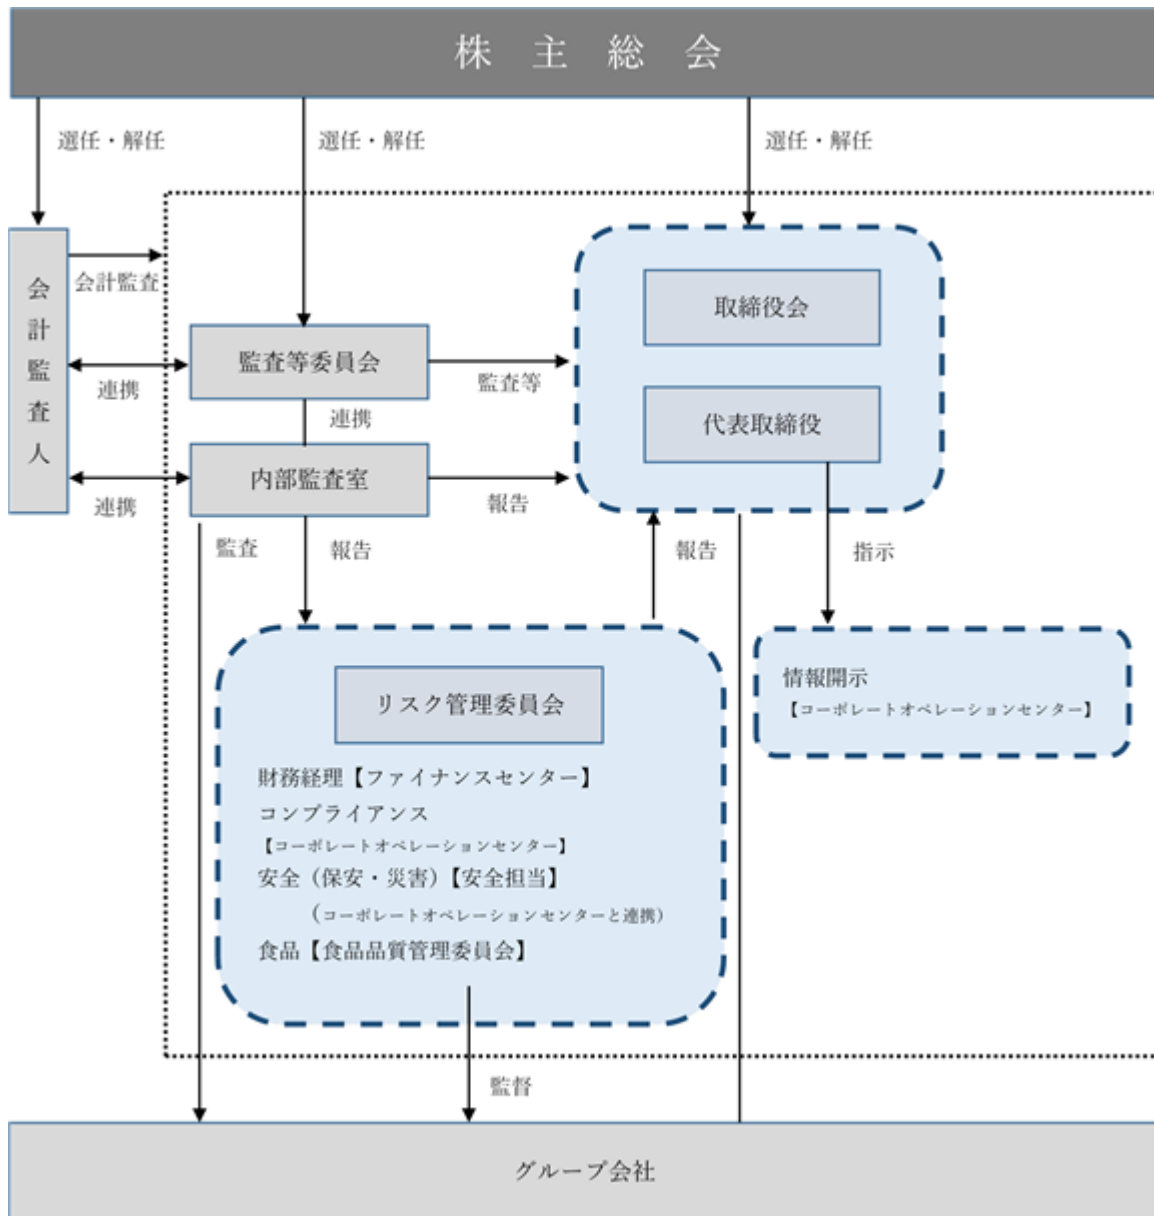 株主総会
選任・解任
選任・解任
選任・解任
会計監査人
会計監査
取締役会
監査等委員会
連携
監査等
連携
代表取締役
内部監査室
連携
報告
監査
報告
報告
指示
リスク管理委員会
情報開示
【コーポレートオペレーションセンター】
財務経理【ファイナンスセンター】
コンプライアンス
【コーポレートオペレーションセンター】
安全（保安・災害）【安全担当】
（コーポレートオペレーションセンターと連携）
食品【食品品質管理委員会】
監督
グループ会社